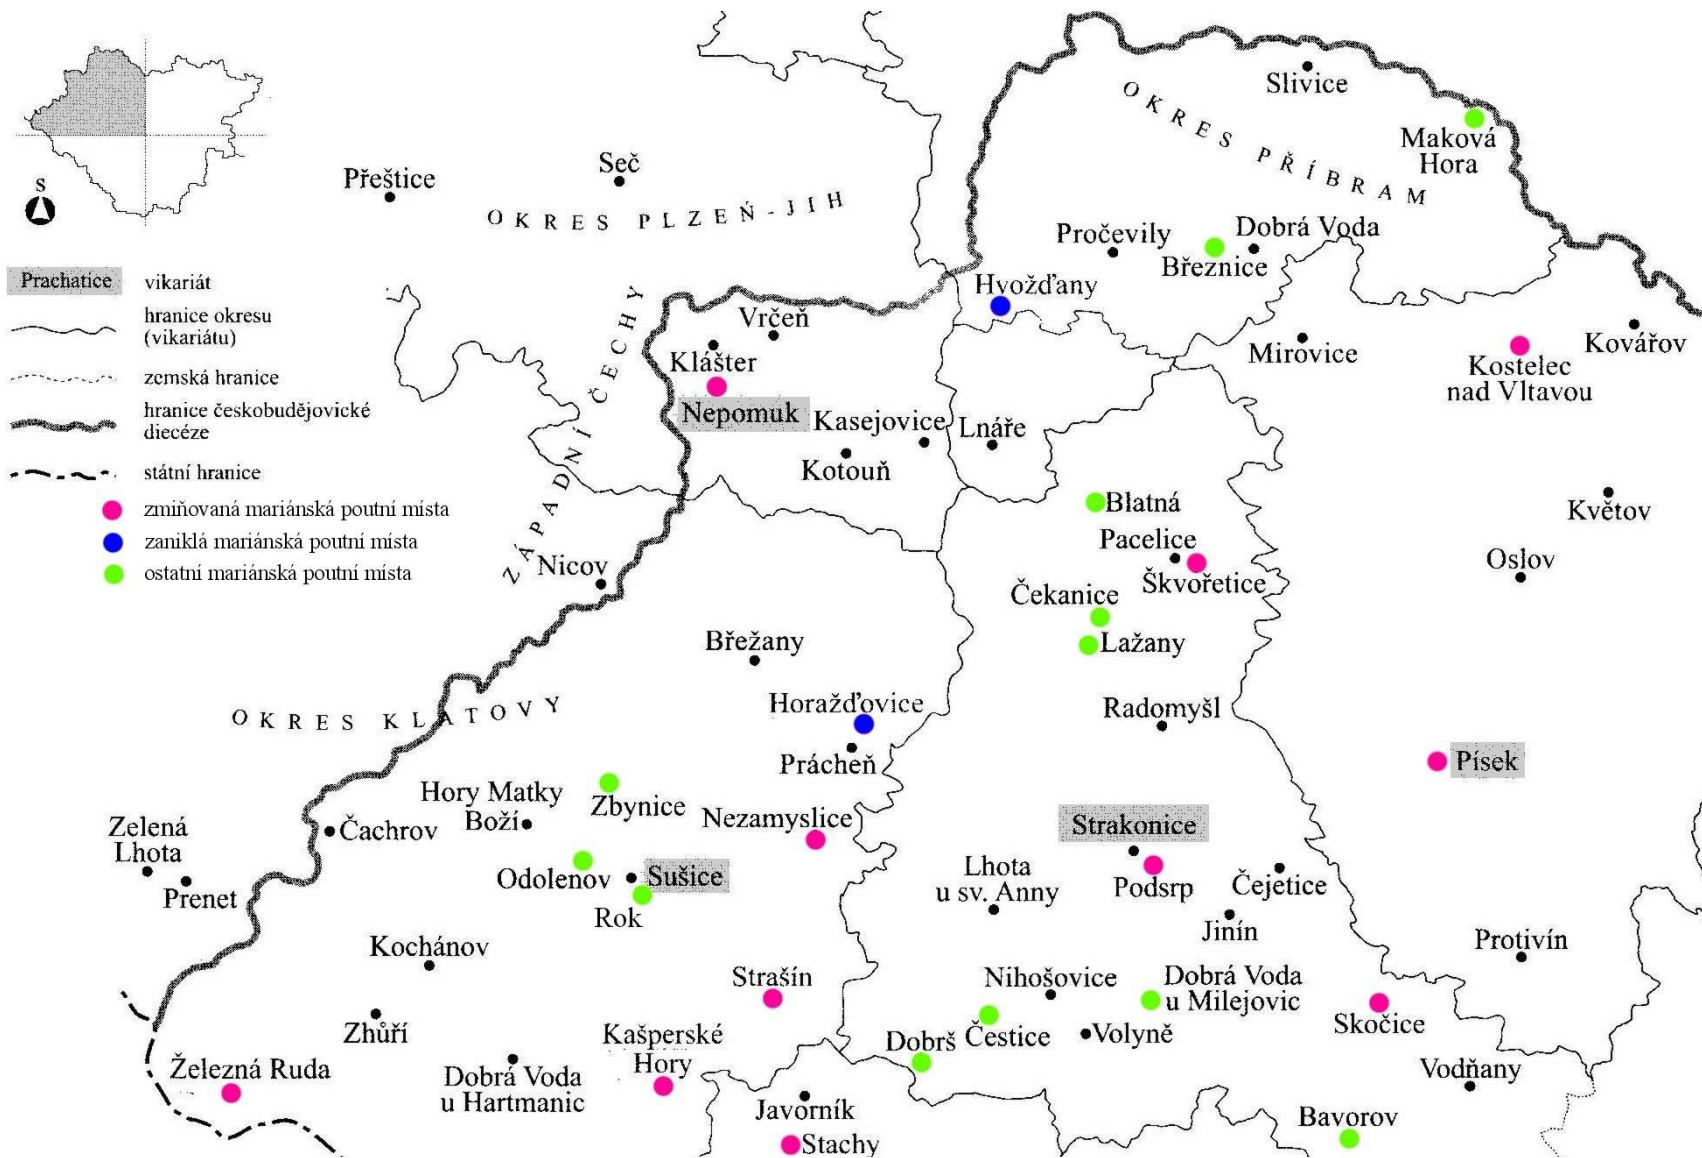 S
Prachatice
vikariát
hranice okresu
(vikariátu)
zemská hranice
hranice českobudějovické
diecéze
státní hranice
zmiňovaná mariánská poutní místa
zaniklá mariánská poutní místa
ostatní mariánská poutní místa
OKRES PLZEŇ-JIH
OKRES PŘÍBRAM
ZÁPADNÍ ČECHY
OKRES KLATOVY
Slivice
Maková
Hora
Přeštice
Seč
Pročevily
Dobrá Voda
Březnice
Hvožďany
Vrčeň
Klášter
Nepomuk
Kasejovice
Kotouň
Lnáře
Mirovice
Kovářov
Kostelec
nad Vltavou
Blatná
Pacelice
Škvořetice
Květov
Oslov
Nicov
Čekanice
Lažany
Břežany
Horažďovice
Prácheň
Radomyšl
Písek
Hory Matky
Boží
Zbynice
Nezamyslice
Čachrov
Zelená
Lhota
Prenet
Odolenov
Sušice
Rok
Strakonice
Podsrp
Lhota
u sv. Anny
Čejetice
Jinín
Protivín
Kochánov
Strašín
Nihošovice
Dobrá Voda
u Milejovic
Skočice
Zhůří
Kašperské
Hory
Dobrš
Čestice
Volyně
Železná Ruda
Dobrá Voda
u Hartmanic
Vodňany
Javorník
Bavorov
Stachy